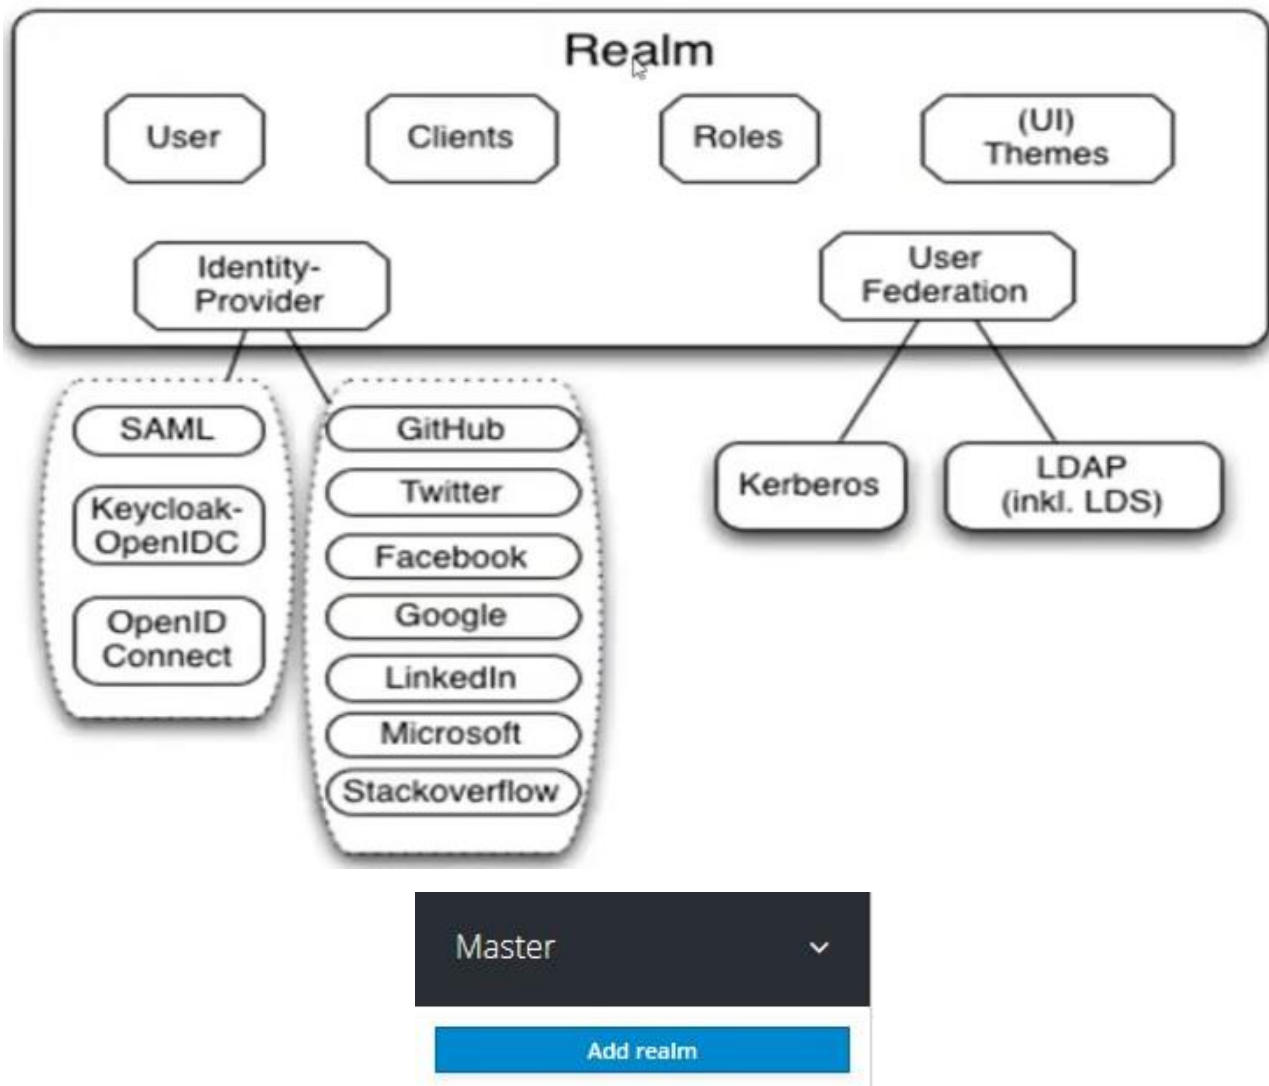 Realm
User
Clients
Roles
(UI)
Themes
Identity-
Provider
User
Federation
SAML
Keycloak-
OpenIDC
OpenID
Connect
GitHub
Twitter
Facebook
Google
LinkedIn
Microsoft
Stackoverflow
Kerberos
LDAP
(inkl. LDS)
Master
Add realm